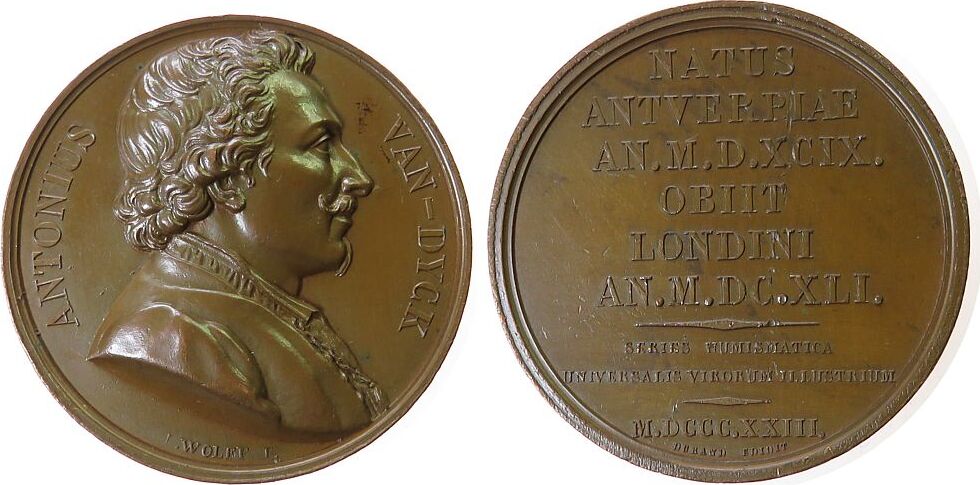 ANTONIUS VAN-DYCK
WOLFF F.
NATUS
ANTVERPIAE
AN.M.D.XCIX.
OBIIT
LONDINI
AN.M.DC.XLI.
SERIES NUMISMATICA
UNIVERSALIS VIRORUM ILLUSTRIUM
M.DCCC.XXIII.
DURAND EDIDIT